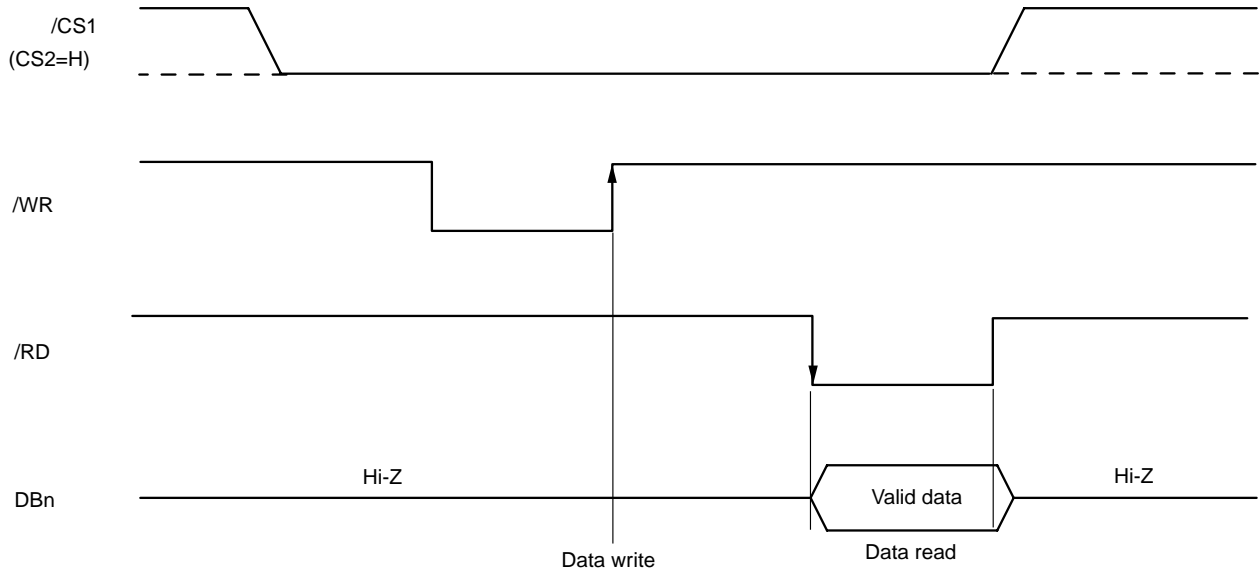 /CS1
(CS2=H)
/WR
/RD
DBn
Hi-Z
Valid data
Hi-Z
Data write
Data read